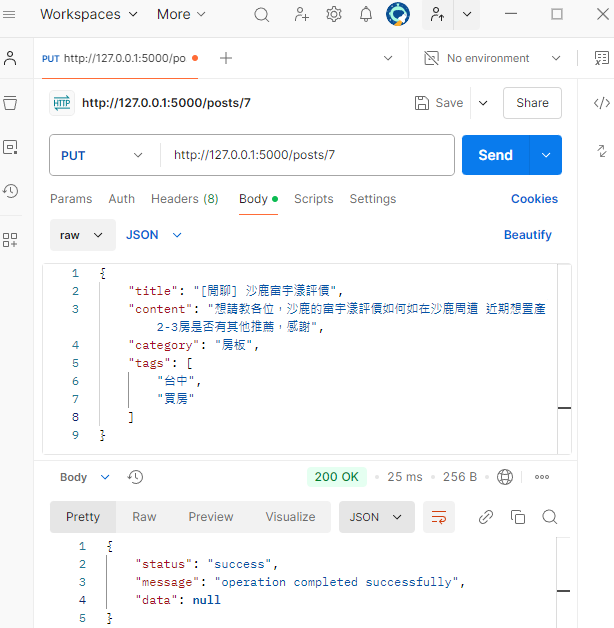 Workspaces More
PUT http://127.0.0.1:5000/po No environment
HTTP http://127.0.0.1:5000/posts/7 Save Share
PUT http://127.0.0.1:5000/posts/7 Send
Params Auth Headers (8) Body Scripts Settings Cookies
raw JSON Beautify
1 {
2 "title": "[閒聊] 沙鹿富宇漾評價",
3 "content": "想請教各位，沙鹿的富宇漾評價如何如在沙鹿周遭 近期想置產
2-3房是否有其他推薦，感謝",
4 "category": "房板",
5 "tags": [
6 "台中",
7 "買房"
8 ]
9 }
Body 200 OK 25 ms 256 B
Pretty Raw Preview Visualize JSON
1 {
2 "status": "success",
3 "message": "operation completed successfully",
4 "data": null
5 }